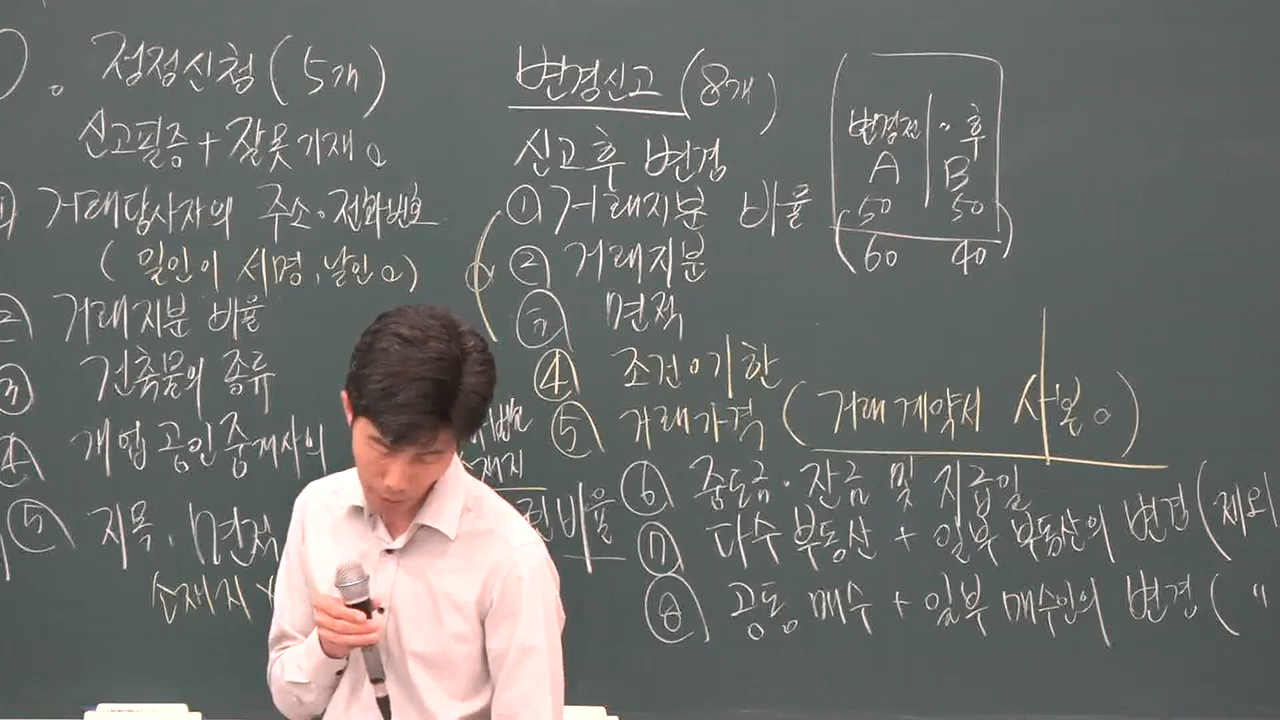 정정신청 (5개)
신고필증 + 잘못 기재 o
① 거래당사자의 주소·전화번호
(일인이 서명, 날인 o)
② 거래지분 비율
③ 건축물의 종류
④ 개업공인중개사의
⑤ 지목, 면적
소재지
비율
변경신고 (8개)
신고후 변경
① 거래지분 비율
② 거래지분
③ 면적
④ 조건·기한
⑤ 거래가격 (거래계약서 사본 o)
⑥ 중도금·잔금 및 지급일
⑦ 다수 부동산 + 일부 부동산의 변경 (제외
⑧ 공동 매수 + 일부 매수인의 변경 ( "
변경전 " 후
A B
50 50
60 40